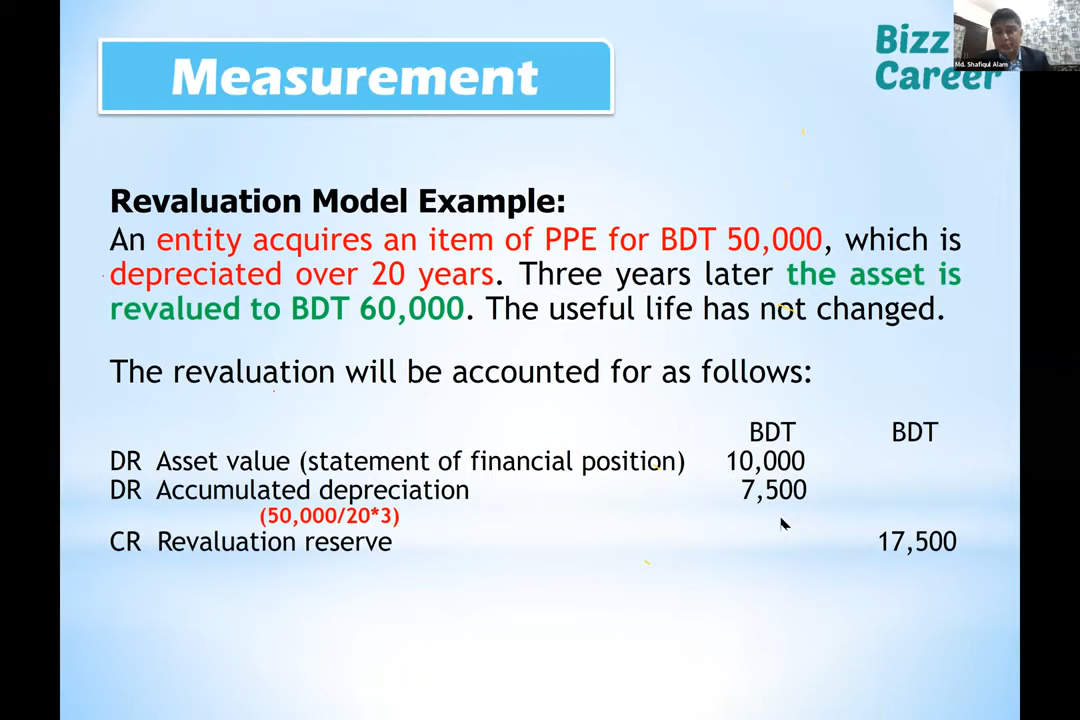 Measurement
Bizz
Career
Md. Shafiqul Alam
Revaluation Model Example:
An entity acquires an item of PPE for BDT 50,000, which is
depreciated over 20 years. Three years later the asset is
revalued to BDT 60,000. The useful life has not changed.
The revaluation will be accounted for as follows:
BDT BDT
DR Asset value (statement of financial position) 10,000
DR Accumulated depreciation 7,500
(50,000/20*3)
CR Revaluation reserve 17,500